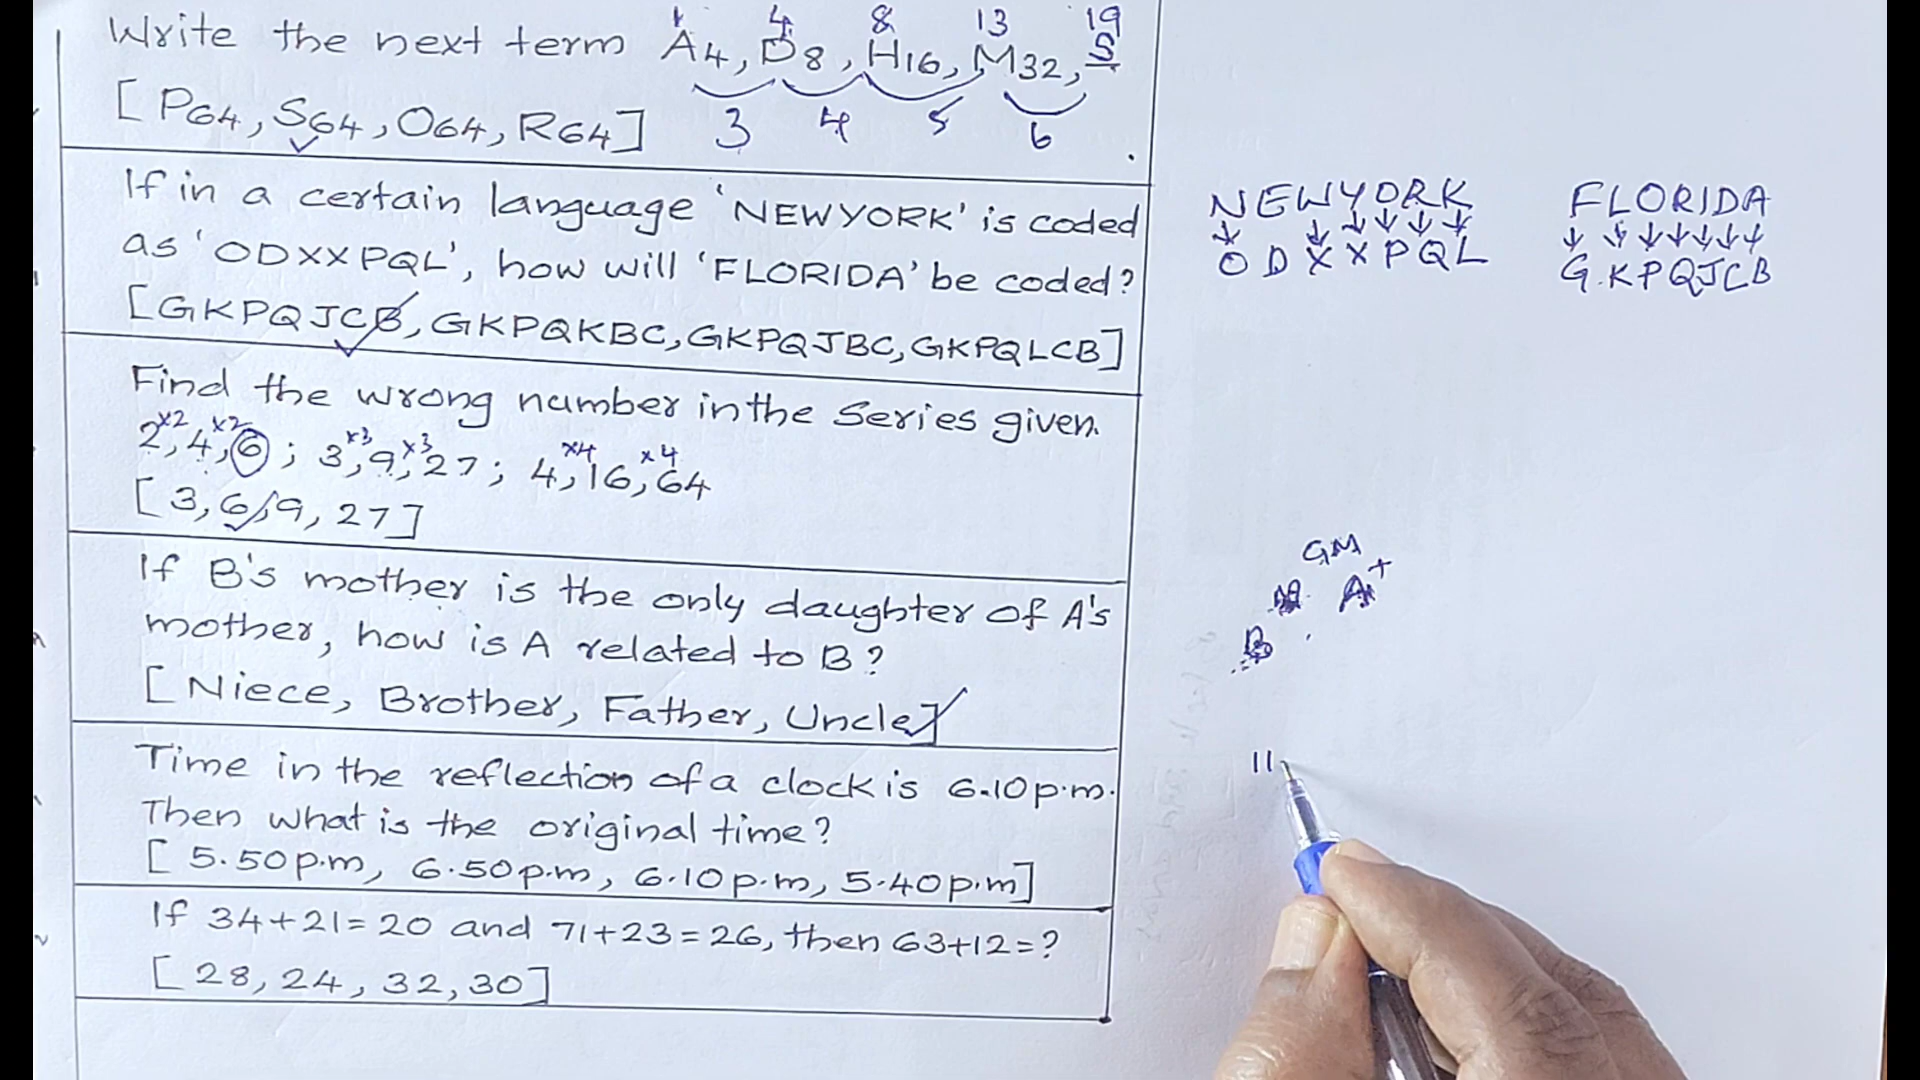 1 4 8 13 19
Write the next term A4, D8, H16, M32, S
[P64, S64, O64, R64] 3 4 5 6
If in a certain language 'NEWYORK' is coded
as 'ODXXPQL', how will 'FLORIDA' be coded?
[GKPQJCB, GKPQKBC, GKPQJBC, GKPQLCB]
NEWYORK FLORIDA
ODXXPQL GKPQJCB
Find the wrong number in the Series given.
×2 ×2 ×3 ×3 ×4 ×4
2, 4, 6; 3, 9, 27; 4, 16, 64
[3, 6, 9, 27]
If B's mother is the only daughter of A's
mother, how is A related to B?
[Niece, Brother, Father, Uncle]
GM
A+
B
Time in the reflection of a clock is 6.10 p.m.
Then what is the original time?
[5.50 p.m, 6.50 p.m, 6.10 p.m, 5.40 p.m]
11
If 34+21=20 and 71+23=26, then 63+12=?
[28, 24, 32, 30]